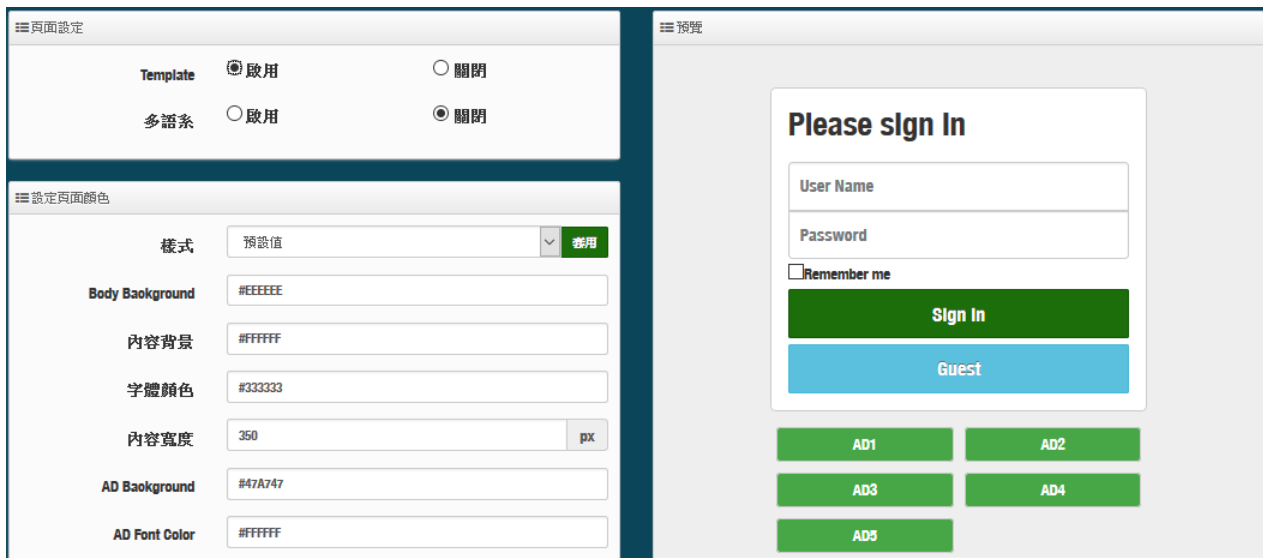 頁面設定
Template 啟用 關閉
多語系 啟用 關閉
設定頁面顏色
樣式 預設值 套用
Body Background #EEEEEE
內容背景 #FFFFFF
字體顏色 #333333
內容寬度 350 px
AD Background #47A747
AD Font Color #FFFFFF
預覽
Please sign in
User Name
Password
Remember me
Sign in
Guest
AD1 AD2
AD3 AD4
AD5